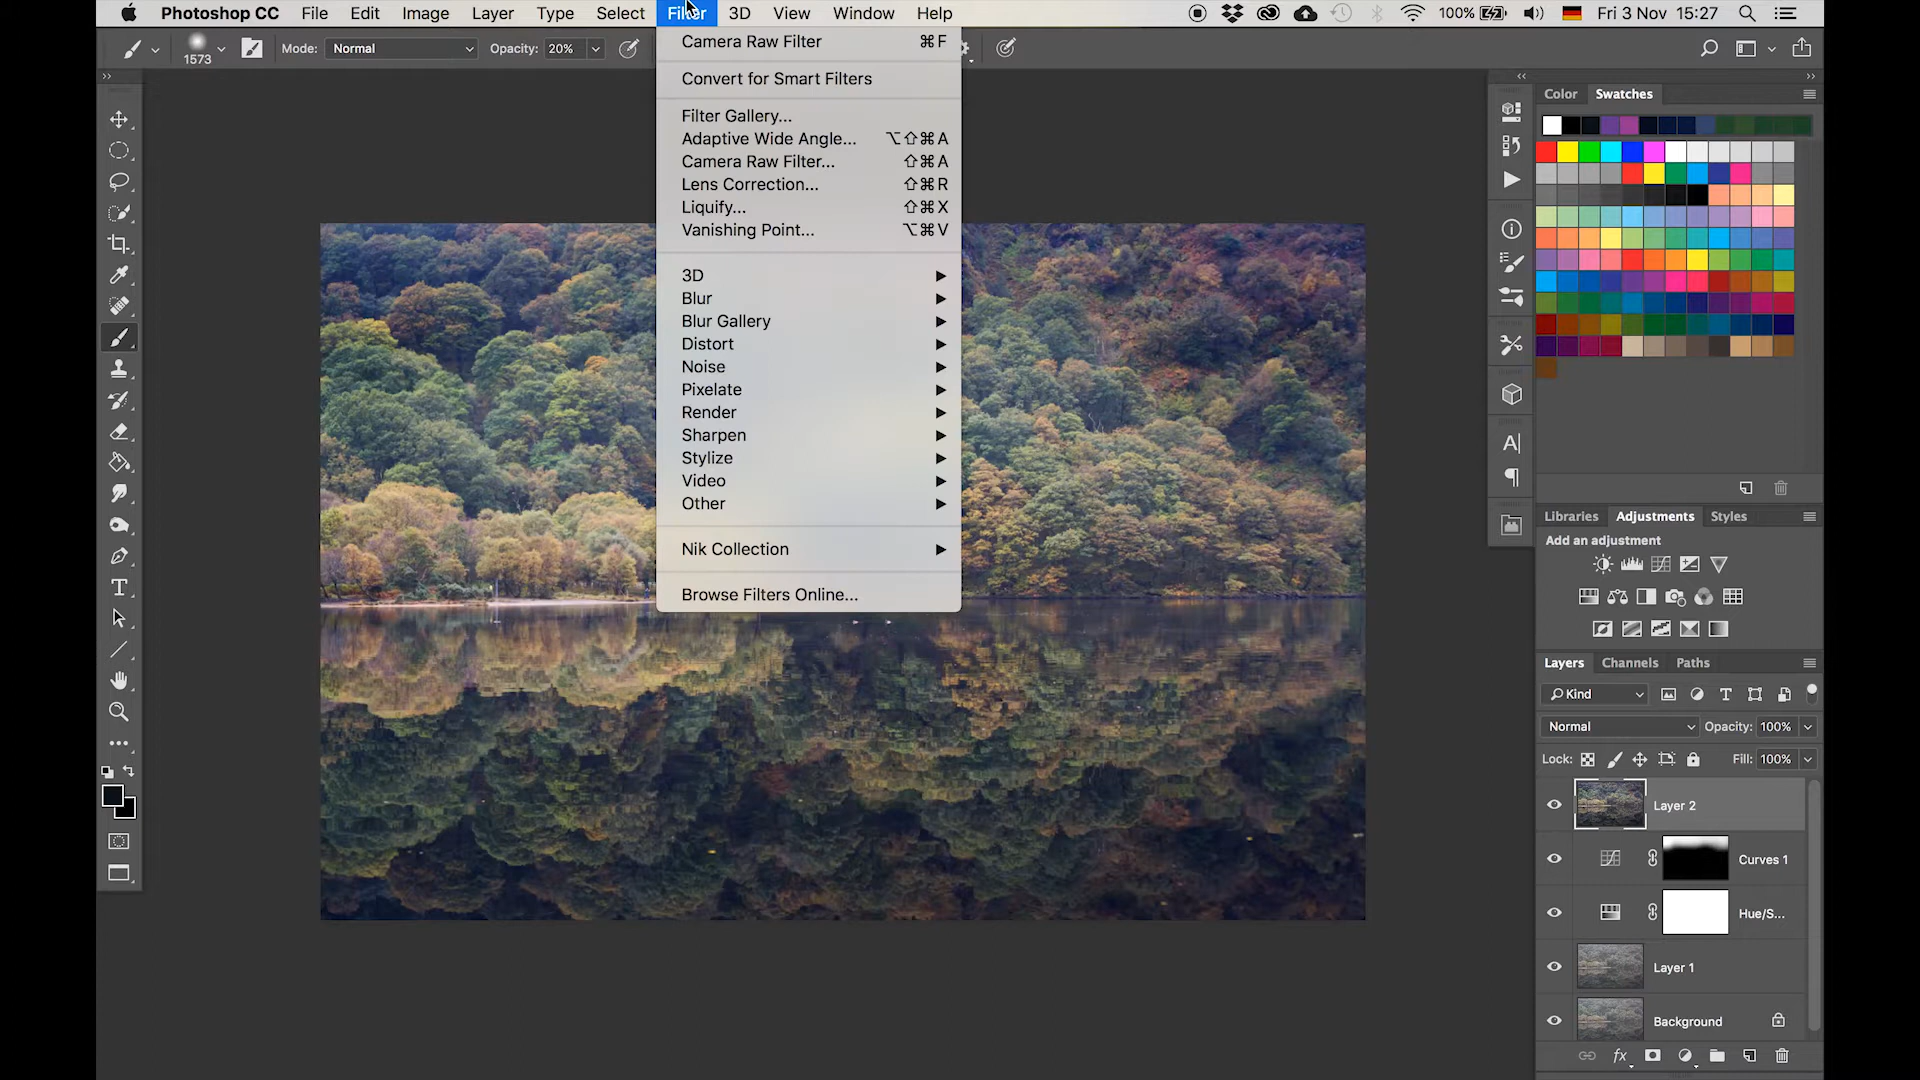 Photoshop CC File Edit Image Layer Type Select Filter 3D View Window Help 100% Fri 3 Nov 15:27
1573 Mode: Normal Opacity: 20%
Camera Raw Filter ⌘F
Convert for Smart Filters
Filter Gallery...
Adaptive Wide Angle... ⌥⇧⌘A
Camera Raw Filter... ⇧⌘A
Lens Correction... ⇧⌘R
Liquify... ⇧⌘X
Vanishing Point... ⌥⌘V
3D
Blur
Blur Gallery
Distort
Noise
Pixelate
Render
Sharpen
Stylize
Video
Other
Nik Collection
Browse Filters Online...
Color Swatches
Libraries Adjustments Styles
Add an adjustment
Layers Channels Paths
Kind
Normal Opacity: 100%
Lock: Fill: 100%
Layer 2
Curves 1
Hue/S...
Layer 1
Background
fx